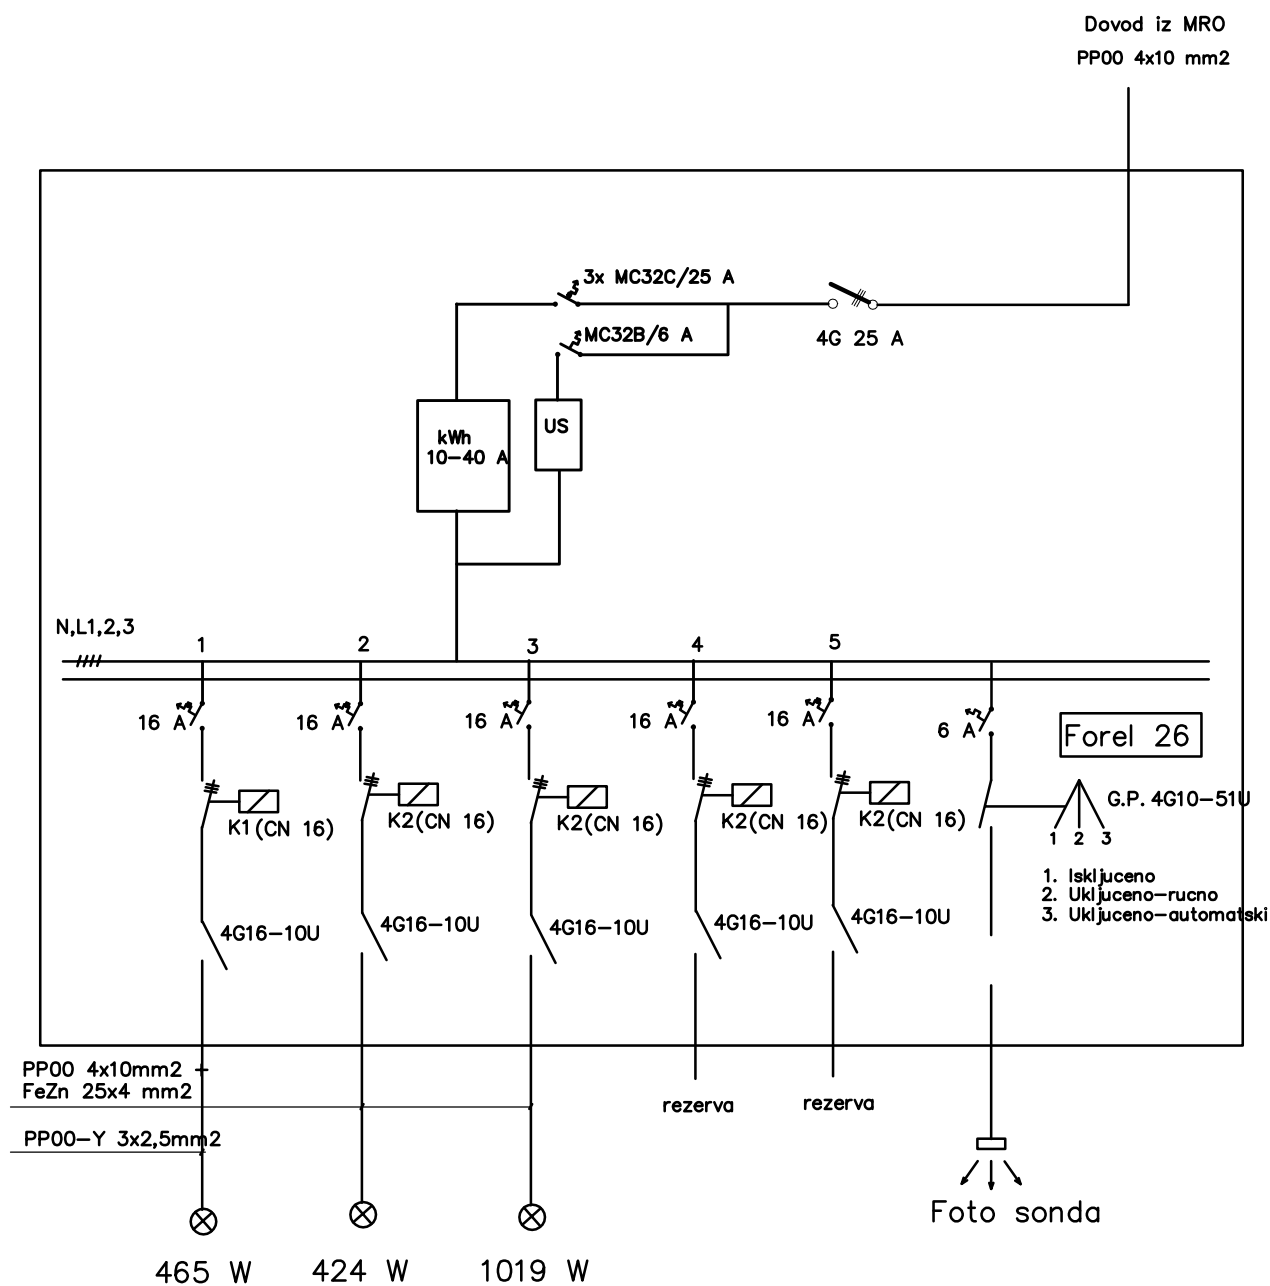 Dovod iz MRO
PP00 4x10 mm2
3x MC32C/25 A
MC32B/6 A
4G 25 A
kWh
10-40 A
US
N,L1,2,3
1 2 3 4 5
16 A 16 A 16 A 16 A 16 A 6 A
Forel 26
K1(CN 16) K2(CN 16) K2(CN 16) K2(CN 16) K2(CN 16)
G.P. 4G10-51U
1 2 3
1. Iskljuceno
2. Ukljuceno-rucno
3. Ukljuceno-automatski
4G16-10U 4G16-10U 4G16-10U 4G16-10U 4G16-10U
PP00 4x10mm2 +
FeZn 25x4 mm2
PP00-Y 3x2,5mm2
rezerva rezerva
Foto sonda
465 W 424 W 1019 W